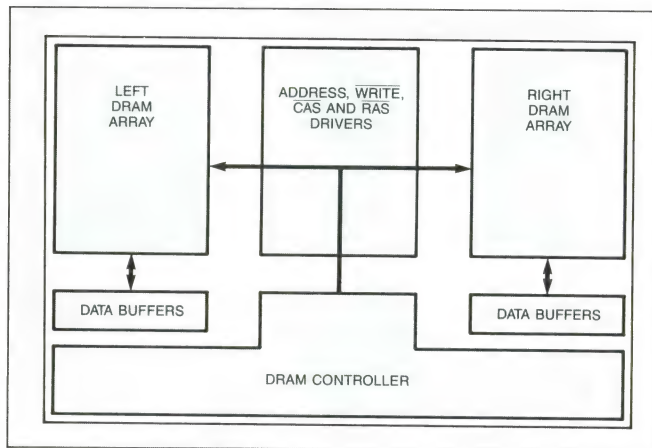 LEFT
DRAM
ARRAY
ADDRESS, WRITE,
CAS AND RAS
DRIVERS
RIGHT
DRAM
ARRAY
DATA BUFFERS
DATA BUFFERS
DRAM CONTROLLER